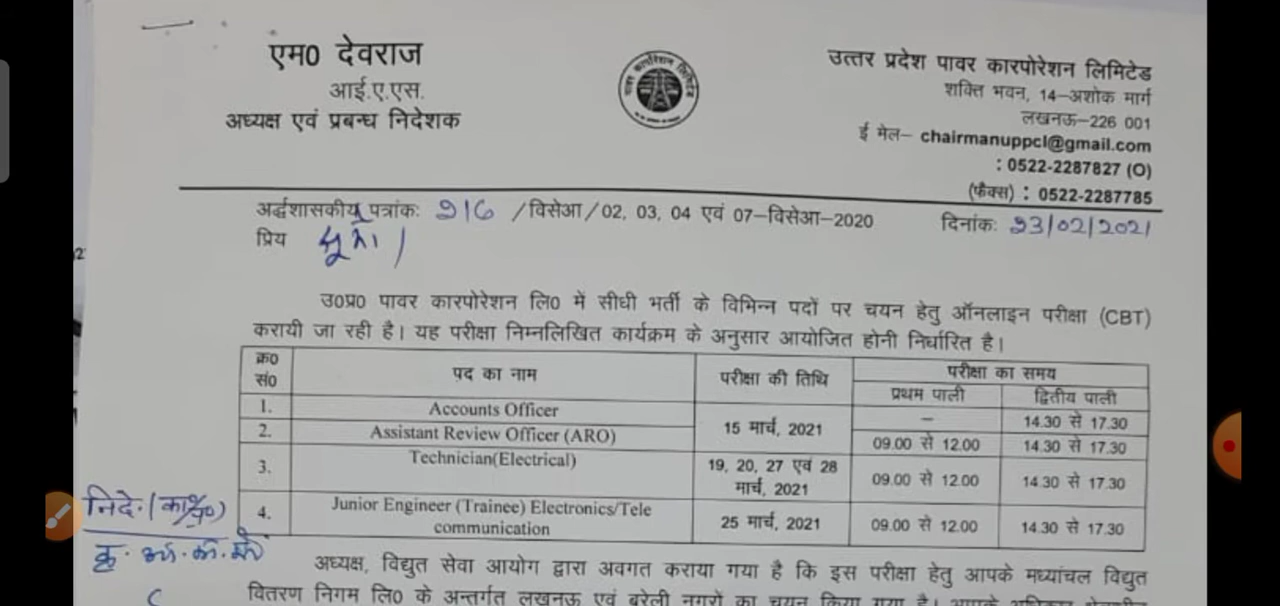 एम0 देवराज
आई.ए.एस.
अध्यक्ष एवं प्रबन्ध निदेशक
उत्तर प्रदेश पावर कारपोरेशन लिमिटेड
शक्ति भवन, 14–अशोक मार्ग
लखनऊ–226 001
ई मेल– chairmanuppcl@gmail.com
: 0522-2287827 (O)
(फैक्स) : 0522-2287785
अर्द्धशासकीय पत्रांकः 916 /विसेआ/02, 03, 04 एवं 07–विसेआ–2020 दिनांकः 23/02/2021
प्रिय
उ0प्र0 पावर कारपोरेशन लि0 में सीधी भर्ती के विभिन्न पदों पर चयन हेतु ऑनलाइन परीक्षा (CBT)
करायी जा रही है। यह परीक्षा निम्नलिखित कार्यक्रम के अनुसार आयोजित होनी निर्धारित है।
क्र0 सं0 पद का नाम परीक्षा की तिथि परीक्षा का समय
प्रथम पाली द्वितीय पाली
1. Accounts Officer 15 मार्च, 2021 – 14.30 से 17.30
2. Assistant Review Officer (ARO) 09.00 से 12.00 14.30 से 17.30
3. Technician(Electrical) 19, 20, 27 एवं 28 मार्च, 2021 09.00 से 12.00 14.30 से 17.30
4. Junior Engineer (Trainee) Electronics/Tele communication 25 मार्च, 2021 09.00 से 12.00 14.30 से 17.30
अध्यक्ष, विद्युत सेवा आयोग द्वारा अवगत कराया गया है कि इस परीक्षा हेतु आपके मध्यांचल विद्युत
वितरण निगम लि0 के अन्तर्गत लखनऊ एवं बरेली नगरों का चयन किया गया है। आपके